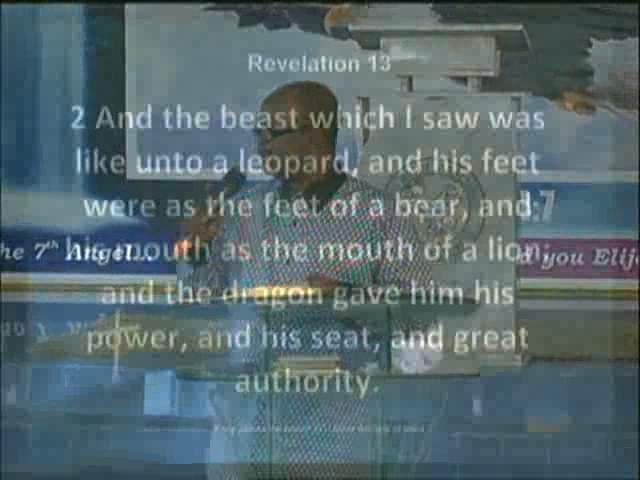 Revelation 13
2 And the beast which I saw was
like unto a leopard, and his feet
were as the feet of a bear, and
his mouth as the mouth of a lion:
and the dragon gave him his
power, and his seat, and great
authority.
:7
he 7th Angel...
d you Elij